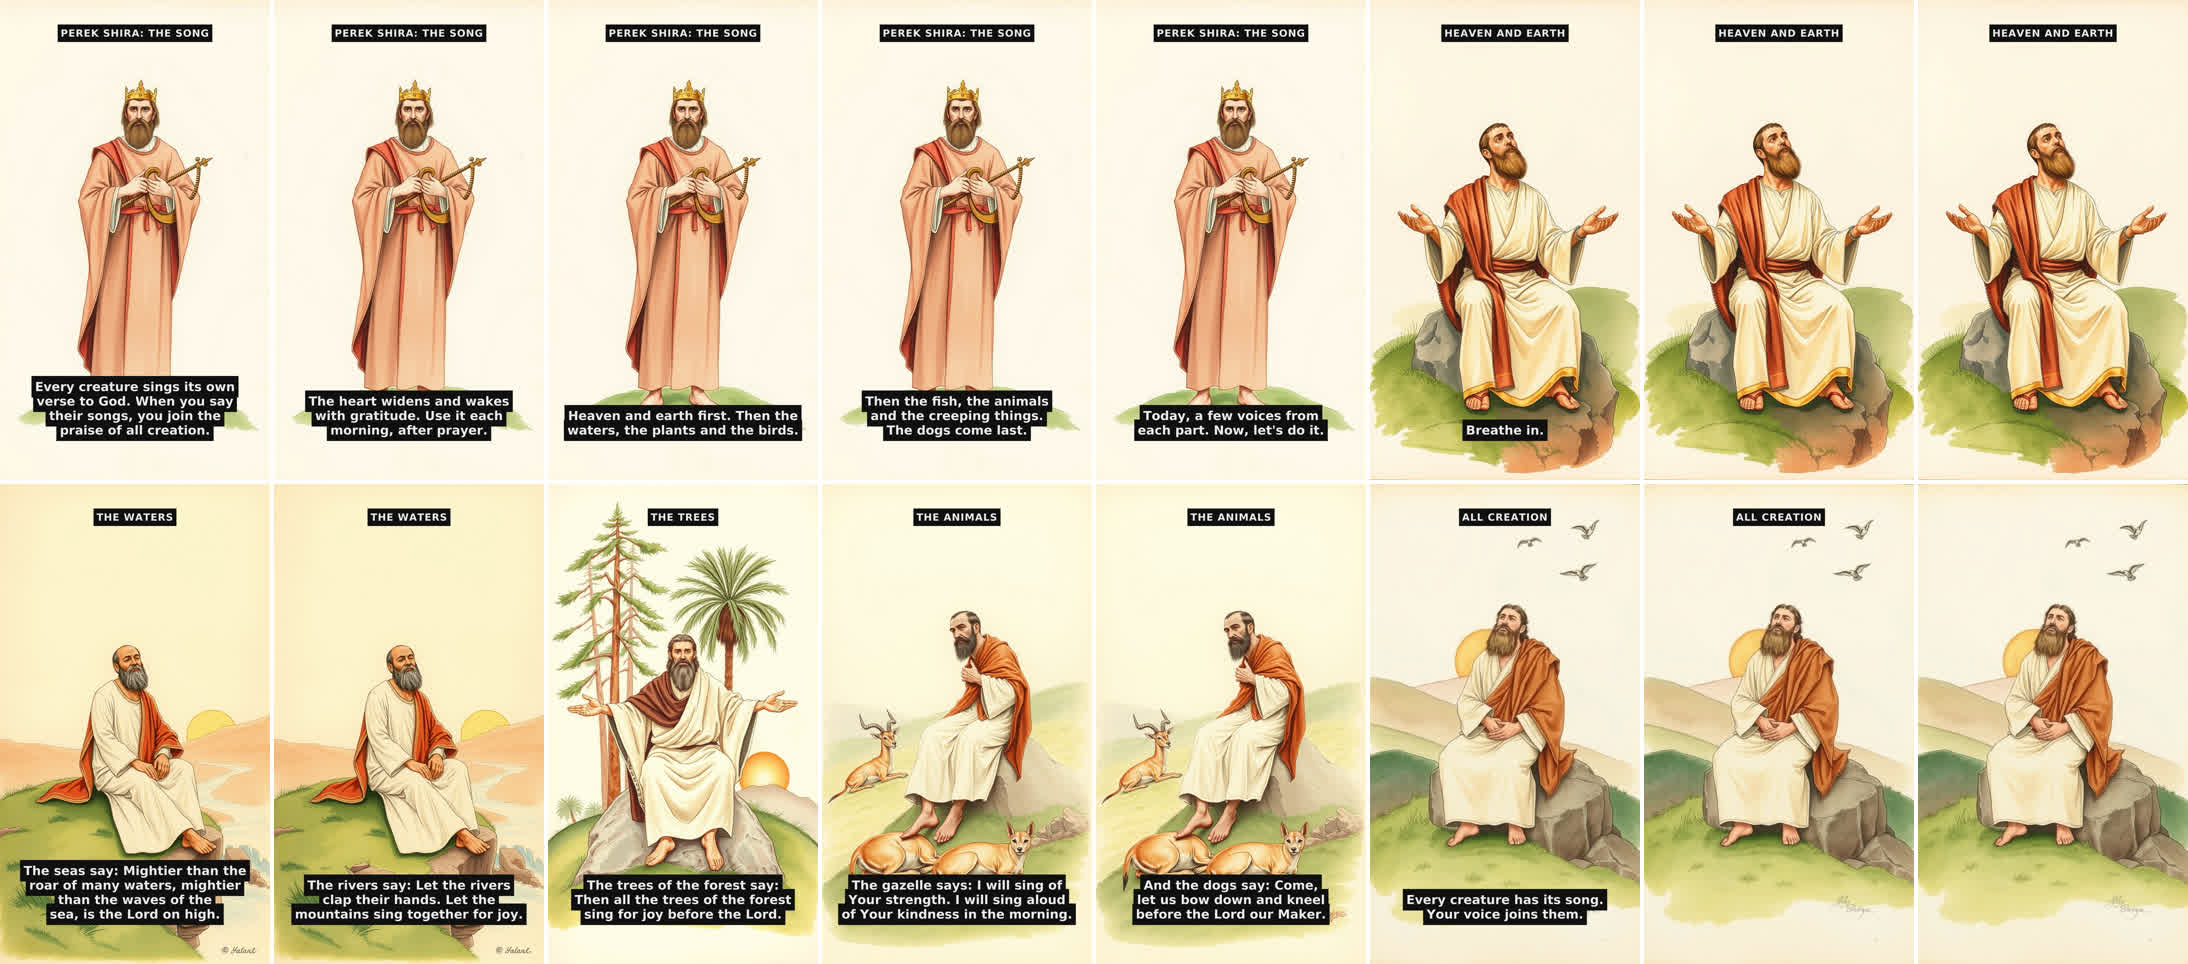 PEREK SHIRA: THE SONG
Every creature sings its own
verse to God. When you say
their songs, you join the
praise of all creation.
PEREK SHIRA: THE SONG
The heart widens and wakes
with gratitude. Use it each
morning, after prayer.
PEREK SHIRA: THE SONG
Heaven and earth first. Then the
waters, the plants and the birds.
PEREK SHIRA: THE SONG
Then the fish, the animals
and the creeping things.
The dogs come last.
PEREK SHIRA: THE SONG
Today, a few voices from
each part. Now, let's do it.
HEAVEN AND EARTH
Breathe in.
HEAVEN AND EARTH
HEAVEN AND EARTH
THE WATERS
The seas say: Mightier than the
roar of many waters, mightier
than the waves of the
sea, is the Lord on high.
THE WATERS
The rivers say: Let the rivers
clap their hands. Let the
mountains sing together for joy.
THE TREES
The trees of the forest say:
Then all the trees of the forest
sing for joy before the Lord.
THE ANIMALS
The gazelle says: I will sing of
Your strength. I will sing aloud
of Your kindness in the morning.
THE ANIMALS
And the dogs say: Come,
let us bow down and kneel
before the Lord our Maker.
ALL CREATION
Every creature has its song.
Your voice joins them.
ALL CREATION